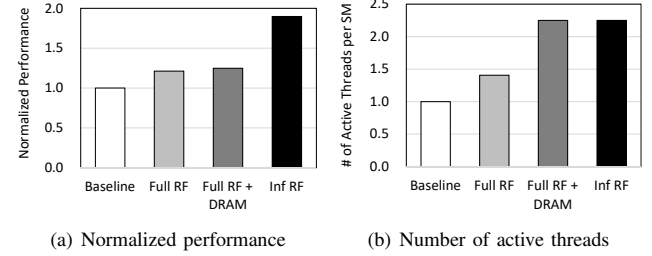 Normalized Performance
2.0
1.5
1.0
0.5
0.0
Baseline Full RF Full RF + Inf RF
DRAM
(a) Normalized performance
# of Active Threads per SM
2.5
2.0
1.5
1.0
0.5
0.0
Baseline Full RF Full RF + Inf RF
DRAM
(b) Number of active threads